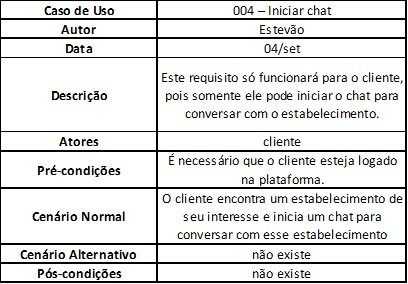 Caso de Uso 004 – Iniciar chat
Autor Estevão
Data 04/set
Descrição Este requisito só funcionará para o cliente,
pois somente ele pode iniciar o chat para
conversar com o estabelecimento.
Atores cliente
Pré-condições É necessário que o cliente esteja logado
na plataforma.
Cenário Normal O cliente encontra um estabelecimento de
seu interesse e inicia um chat para
conversar com esse estabelecimento
Cenário Alternativo não existe
Pós-condições não existe